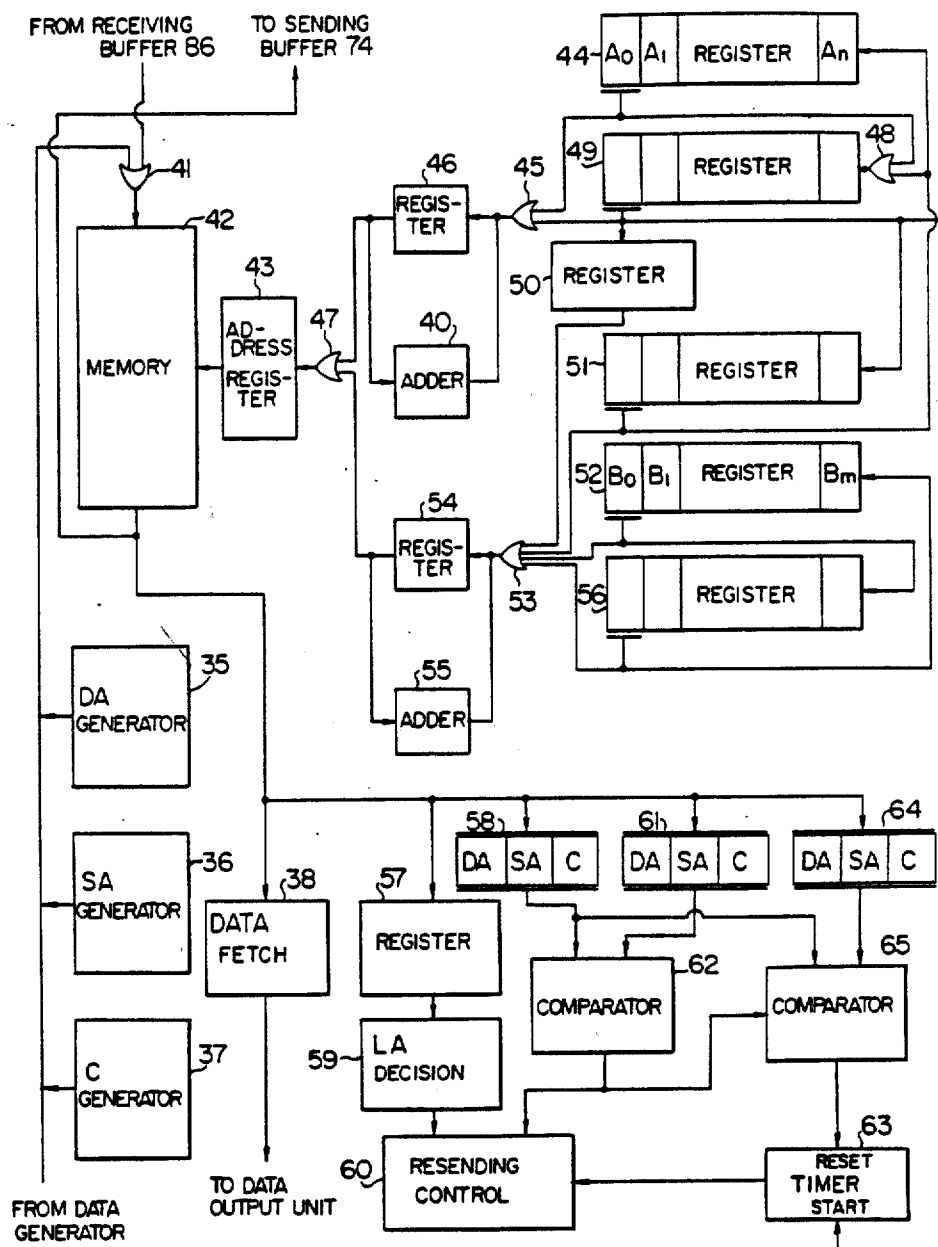 FROM RECEIVING
BUFFER 86
TO SENDING
BUFFER 74
44
A0 A1 REGISTER An
41
42
MEMORY
43
AD-
DRESS
REGIS-
TER
47
46
REGIS-
TER
45
40
ADDER
49
REGISTER
48
50
REGISTER
51
REGISTER
52
B0 B1 REGISTER Bm
54
REGIS-
TER
53
56
REGISTER
55
ADDER
35
DA
GENERATOR
36
SA
GENERATOR
37
C
GENERATOR
38
DATA
FETCH
57
REGISTER
58
DA SA C
61
DA SA C
64
DA SA C
62
COMPARATOR
65
COMPARATOR
59
LA
DECISION
60
RESENDING
CONTROL
63
RESET
TIMER
START
FROM DATA
GENERATOR
TO DATA
OUTPUT UNIT